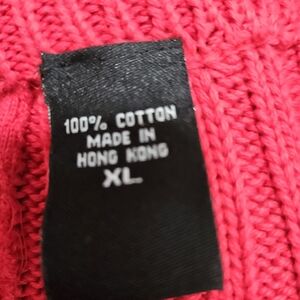 100% COTTON
MADE IN
HONG KONG
XL